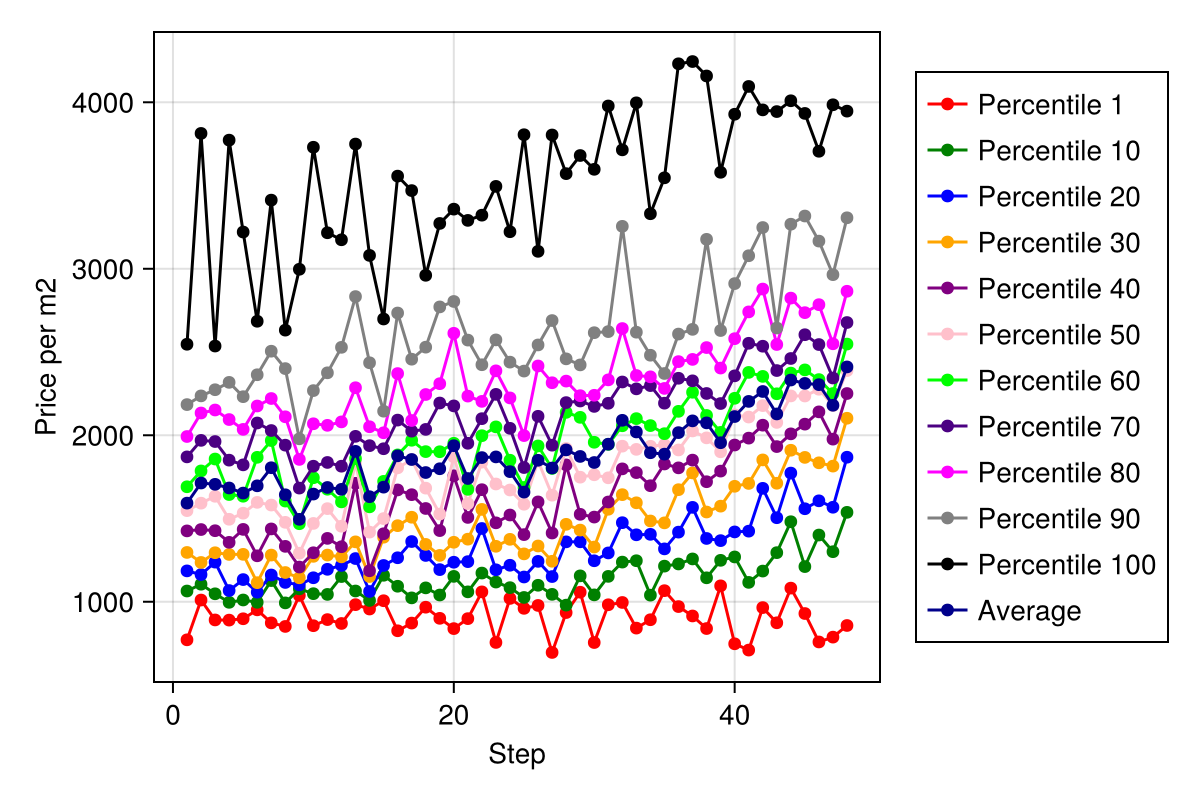 4000
3000
2000
1000
Price per m2
0
20
40
Step
Percentile 1
Percentile 10
Percentile 20
Percentile 30
Percentile 40
Percentile 50
Percentile 60
Percentile 70
Percentile 80
Percentile 90
Percentile 100
Average